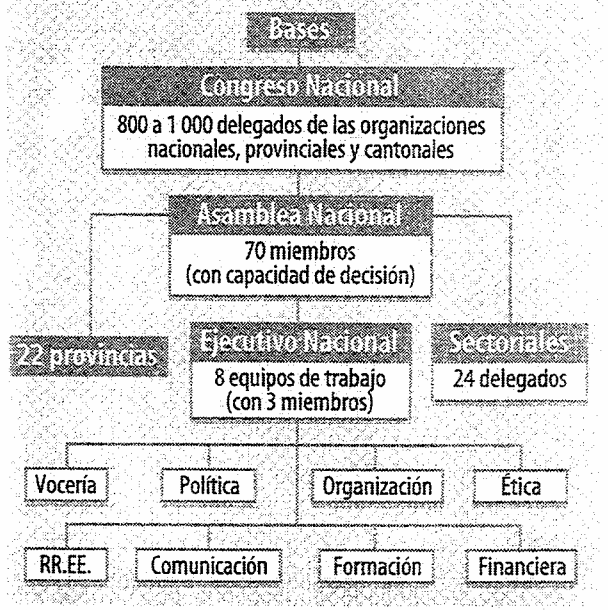 Bases
Congreso Nacional
800 a 1 000 delegados de las organizaciones
nacionales, provinciales y cantonales
Asamblea Nacional
70 miembros
(con capacidad de decisión)
22 provincias
Ejecutivo Nacional
8 equipos de trabajo
(con 3 miembros)
Sectoriales
24 delegados
Vocería
Política
Organización
Ética
RR.EE.
Comunicación
Formación
Financiera